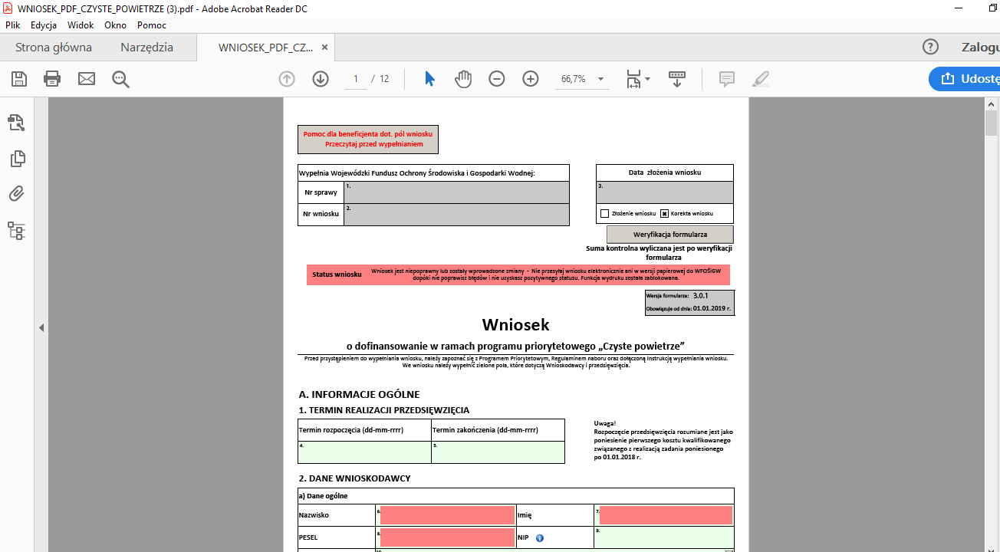 WNIOSEK_PDF_CZYSTE_POWIETRZE (3).pdf - Adobe Acrobat Reader DC
Plik Edycja Widok Okno Pomoc
Strona główna Narzędzia WNIOSEK_PDF_CZ... × ? Zalogu
1 / 12 66,7% Udostę
Pomoc dla beneficjenta dot. pól wniosku
Przeczytaj przed wypełnianiem
Wypełnia Wojewódzki Fundusz Ochrony Środowiska i Gospodarki Wodnej:
Nr sprawy 1.
Nr wniosku 2.
Data złożenia wniosku
3.
Złożenie wniosku Korekta wniosku
Weryfikacja formularza
Suma kontrolna wyliczana jest po weryfikacji
formularza
Status wniosku
Wniosek jest niepoprawny lub zostały wprowadzone zmiany - Nie przesyłaj wniosku elektronicznie ani w wersji papierowej do WFOŚiGW
dopóki nie poprawisz błędów i nie uzyskasz pozytywnego statusu. Funkcja wydruku została zablokowana.
Wersja formularza: 3.0.1
Obowiązuje od dnia: 01.01.2019 r.
Wniosek
o dofinansowanie w ramach programu priorytetowego „Czyste powietrze”
Przed przystąpieniem do wypełniania wniosku, należy zapoznać się z Programem Priorytetowym, Regulaminem naboru oraz dołączoną Instrukcją wypełniania wniosku.
We wniosku należy wypełnić zielone pola, które dotyczą Wnioskodawcy i przedsięwzięcia.
A. INFORMACJE OGÓLNE
1. TERMIN REALIZACJI PRZEDSIĘWZIĘCIA
Termin rozpoczęcia (dd-mm-rrrr) Termin zakończenia (dd-mm-rrrr)
4. 5.
Uwaga!
Rozpoczęcie przedsięwzięcia rozumiane jest jako
poniesienie pierwszego kosztu kwalifikowanego
związanego z realizacją zadania poniesionego
po 01.01.2018 r.
2. DANE WNIOSKODAWCY
a) Dane ogólne
Nazwisko 6. Imię 7.
PESEL 8. NIP 9.